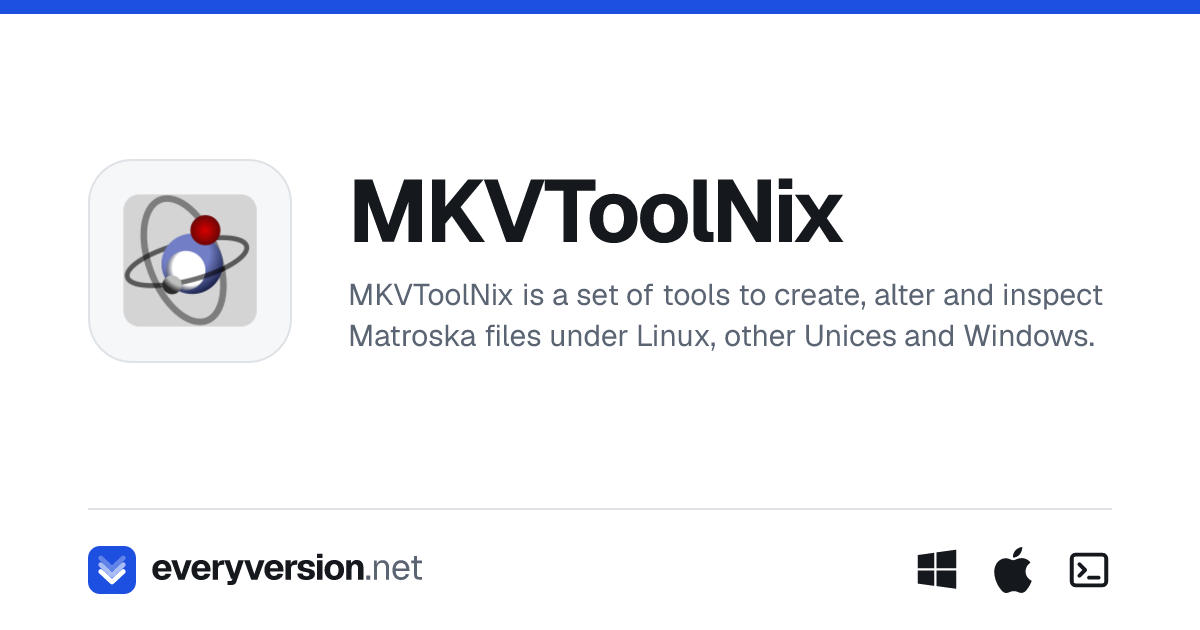 MKVToolNix
MKVToolNix is a set of tools to create, alter and inspect
Matroska files under Linux, other Unices and Windows.
everyversion.net